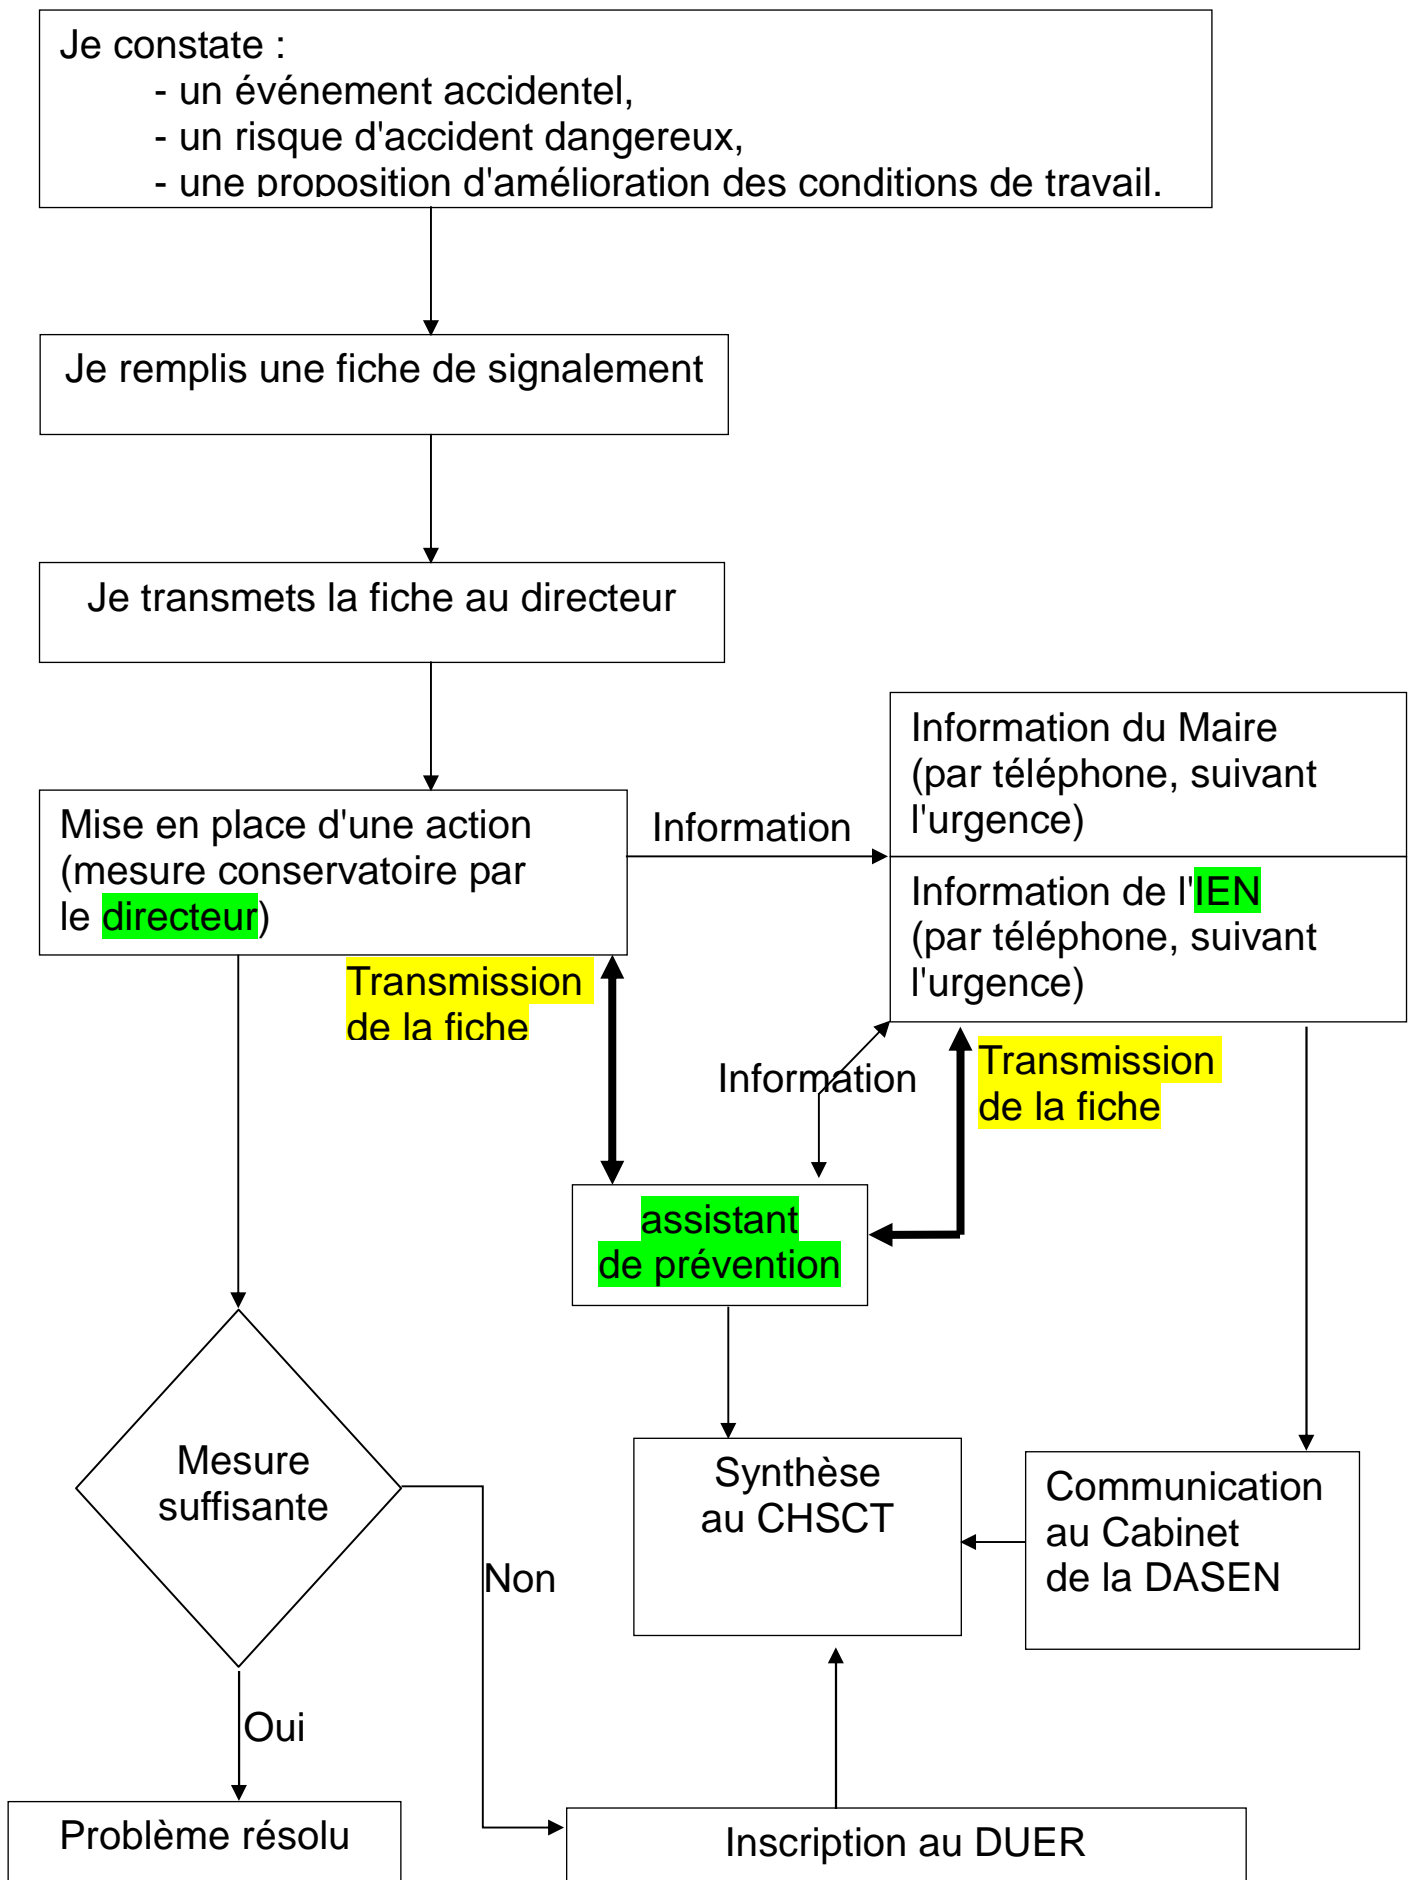 Je constate :
- un événement accidentel,
- un risque d'accident dangereux,
- une proposition d'amélioration des conditions de travail.
Je remplis une fiche de signalement
Je transmets la fiche au directeur
Mise en place d'une action
(mesure conservatoire par
le directeur)
Information
Information du Maire
(par téléphone, suivant
l'urgence)
Information de l'IEN
(par téléphone, suivant
l'urgence)
Transmission
de la fiche
Information
Transmission
de la fiche
assistant
de prévention
Mesure
suffisante
Synthèse
au CHSCT
Communication
au Cabinet
de la DASEN
Non
Oui
Problème résolu
Inscription au DUER